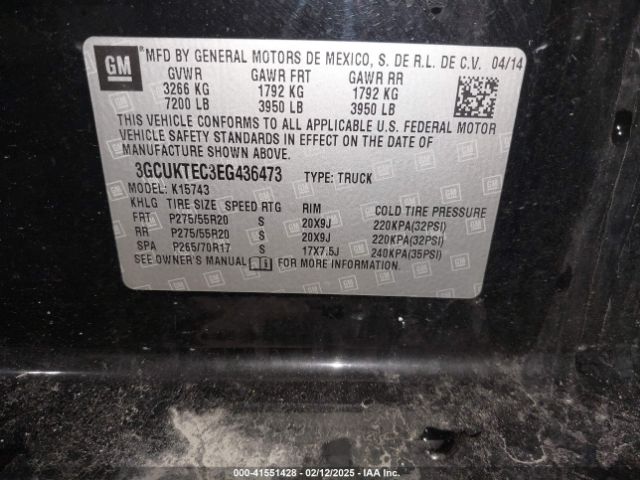 GM
MFD BY GENERAL MOTORS DE MEXICO, S. DE R.L. DE C.V. 04/14
GVWR GAWR FRT GAWR RR
3266 KG 1792 KG 1792 KG
7200 LB 3950 LB 3950 LB
THIS VEHICLE CONFORMS TO ALL APPLICABLE U.S. FEDERAL MOTOR
VEHICLE SAFETY STANDARDS IN EFFECT ON THE DATE OF
MANUFACTURE SHOWN ABOVE.
3GCUKTEC3EG436473 TYPE: TRUCK
MODEL: K15743
KHLG TIRE SIZE SPEED RTG RIM COLD TIRE PRESSURE
FRT P275/55R20 S 20X9J 220KPA(32PSI)
RR P275/55R20 S 20X9J 220KPA(32PSI)
SPA P265/70R17 S 17X7.5J 240KPA(35PSI)
SEE OWNER'S MANUAL FOR MORE INFORMATION.
000-41551428 - 02/12/2025 - IAA Inc.